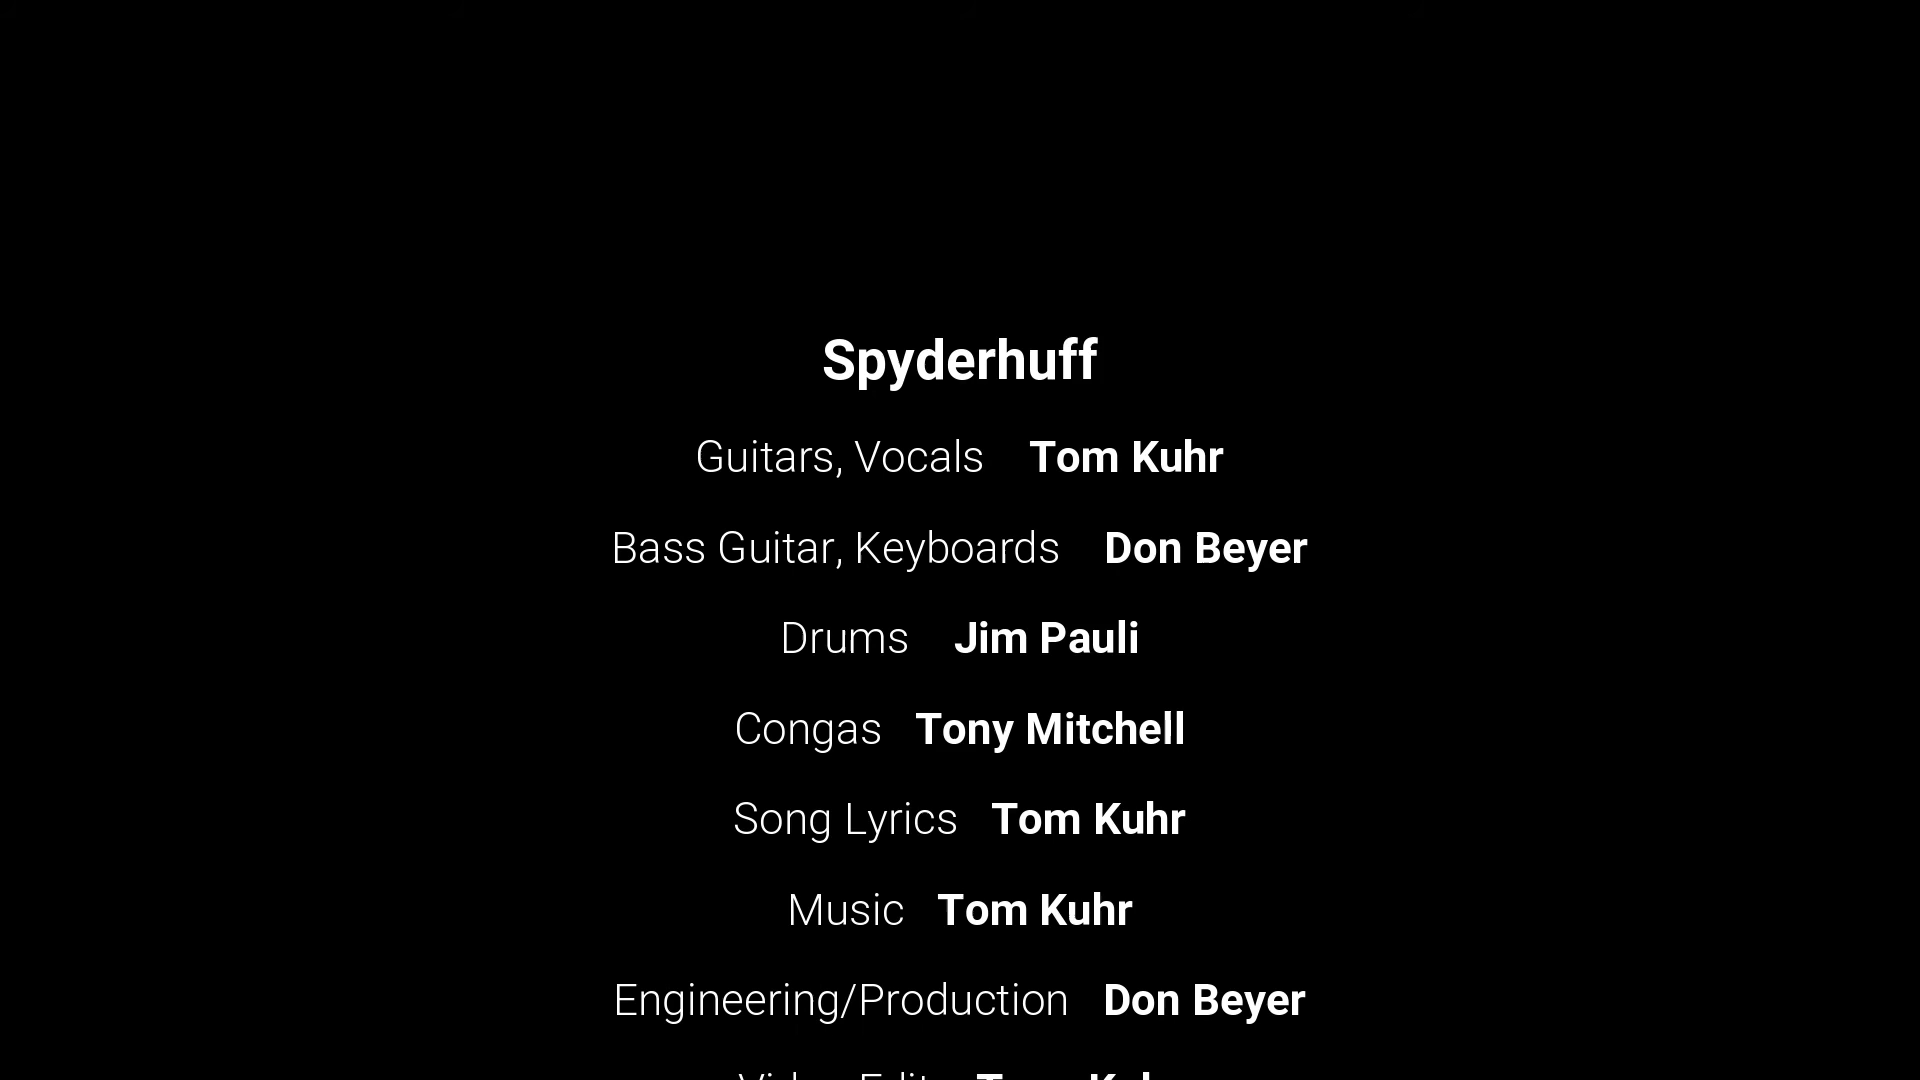 Spyderhuff
Guitars, Vocals Tom Kuhr
Bass Guitar, Keyboards Don Beyer
Drums Jim Pauli
Congas Tony Mitchell
Song Lyrics Tom Kuhr
Music Tom Kuhr
Engineering/Production Don Beyer